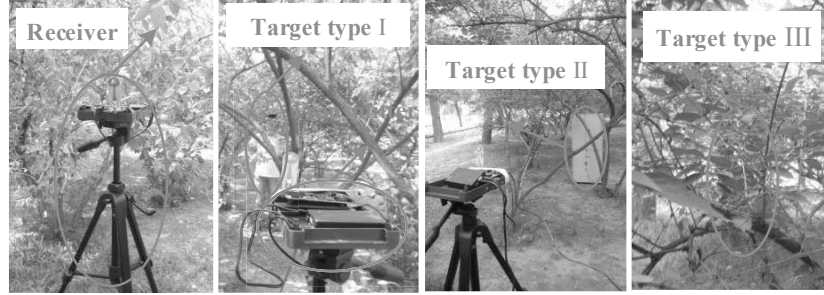 Receiver
Target type Ⅰ
Target type Ⅱ
Target type Ⅲ